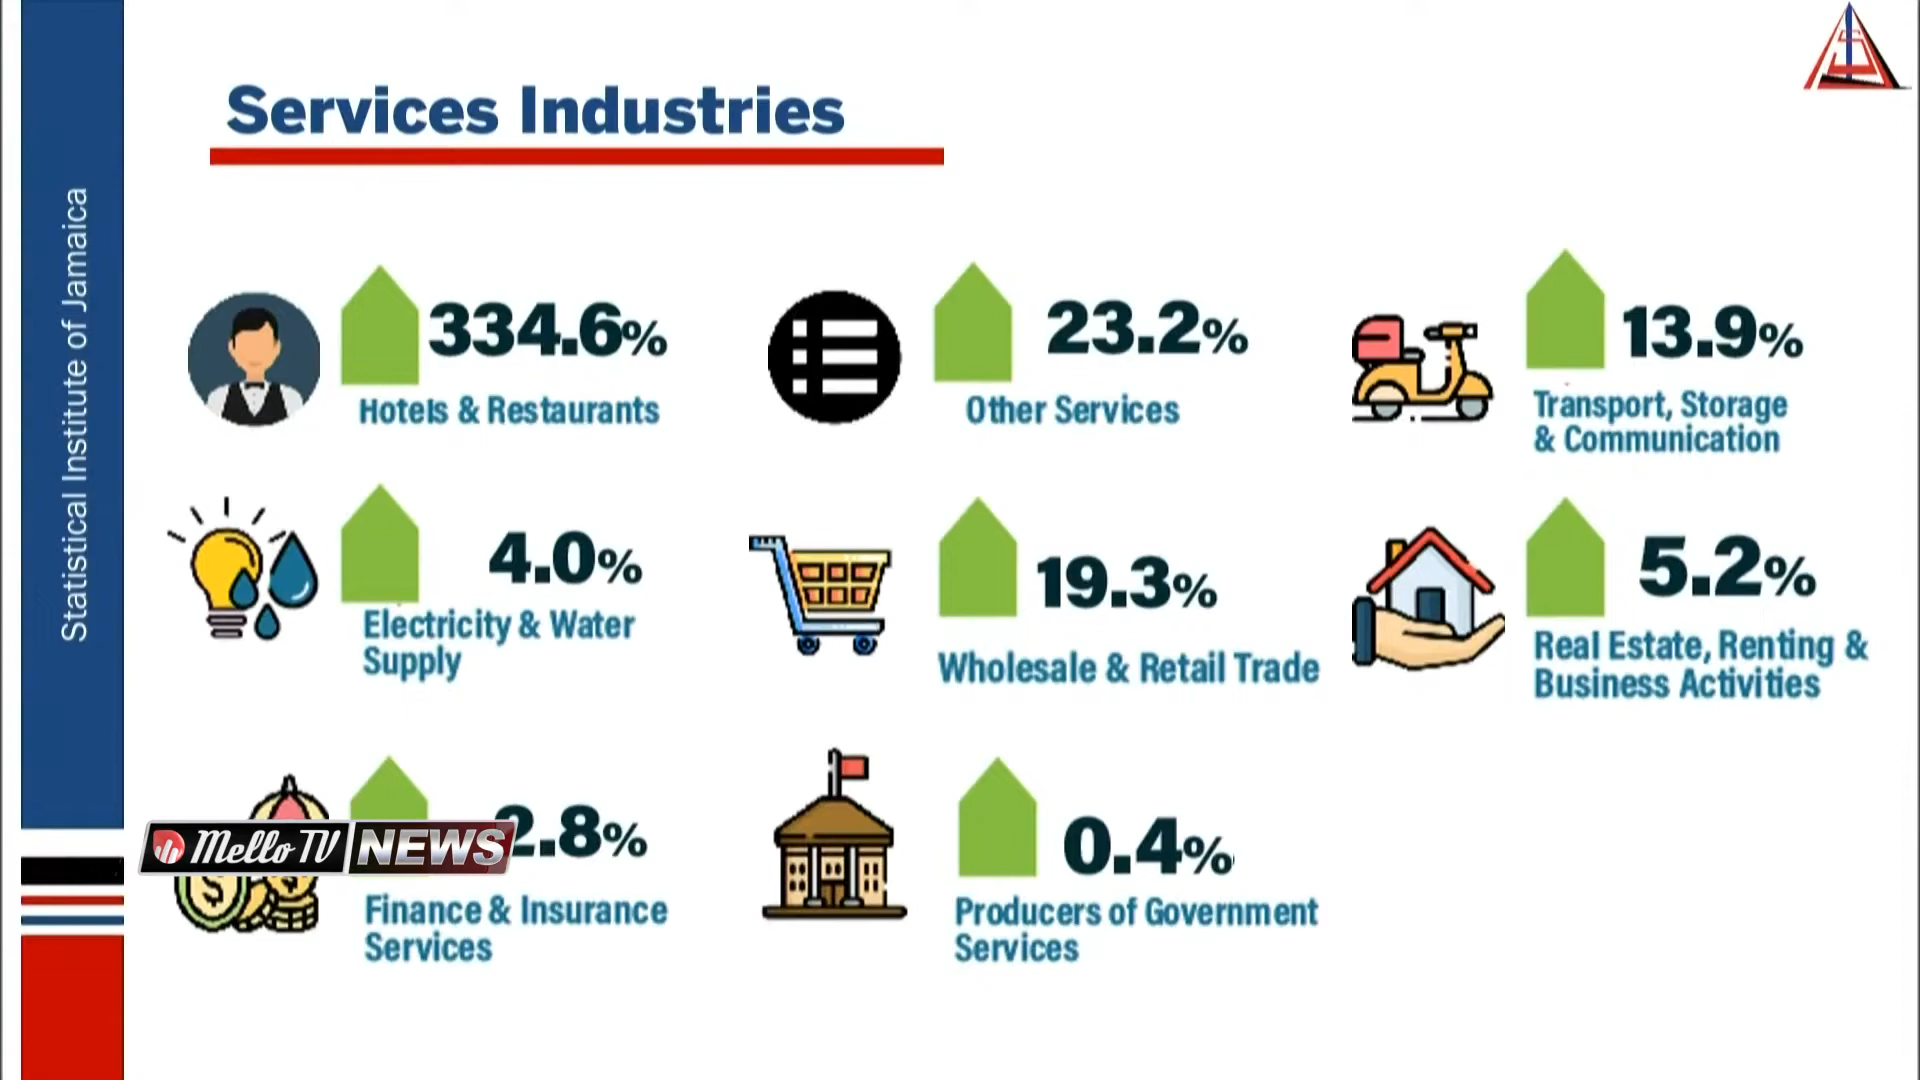 Services Industries
Statistical Institute of Jamaica
334.6%
Hotels & Restaurants
23.2%
Other Services
13.9%
Transport, Storage
& Communication
4.0%
Electricity & Water
Supply
19.3%
Wholesale & Retail Trade
5.2%
Real Estate, Renting &
Business Activities
2.8%
Finance & Insurance
Services
0.4%
Producers of Government
Services
Mello TV NEWS